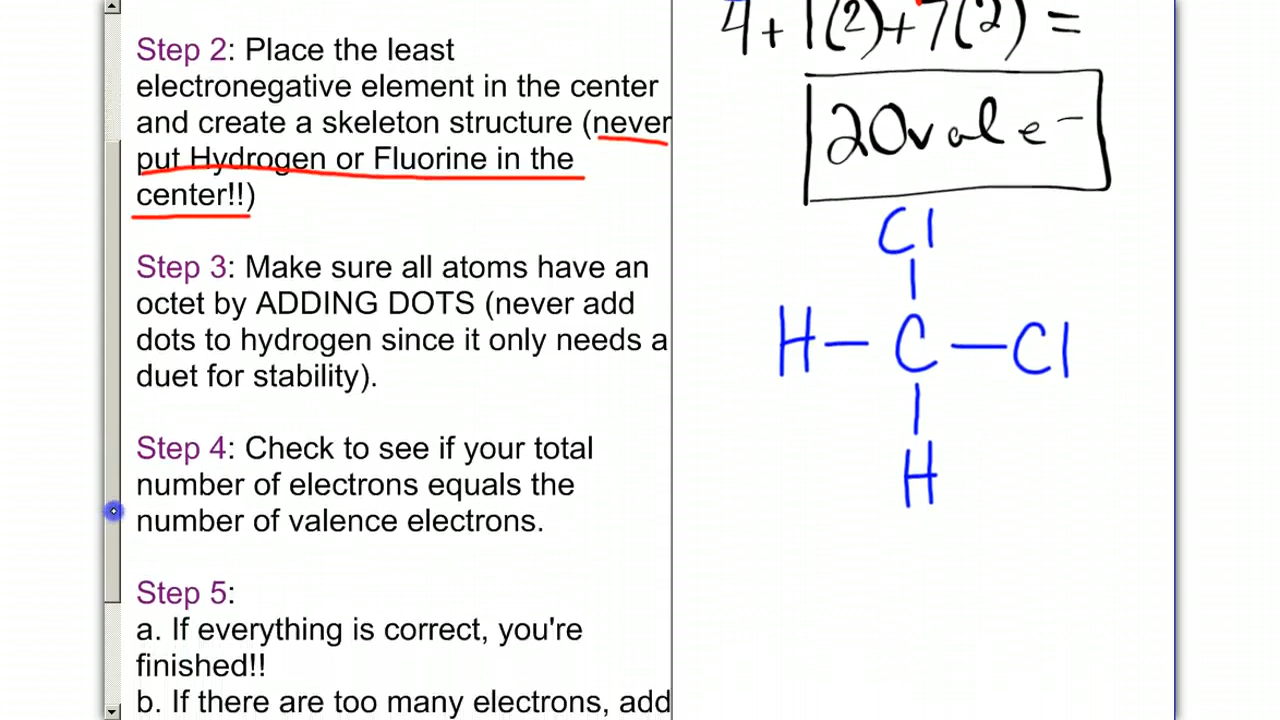 Step 2: Place the least
electronegative element in the center
and create a skeleton structure (never
put Hydrogen or Fluorine in the
center!!)
Step 3: Make sure all atoms have an
octet by ADDING DOTS (never add
dots to hydrogen since it only needs a
duet for stability).
Step 4: Check to see if your total
number of electrons equals the
number of valence electrons.
Step 5:
a. If everything is correct, you're
finished!!
b. If there are too many electrons, add
4+1(2)+7(2) =
20 val e⁻
Cl
H—C—Cl
H